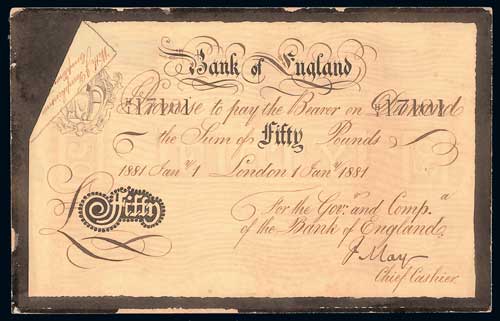 Bank of England
Promise to pay the Bearer on Demand
the Sum of Fifty Pounds
1881 Jan.y 1 London 1 Jan.y 1881
For the Gov.r and Comp.a
of the Bank of England,
£ Fifty
J May
Chief Cashier.